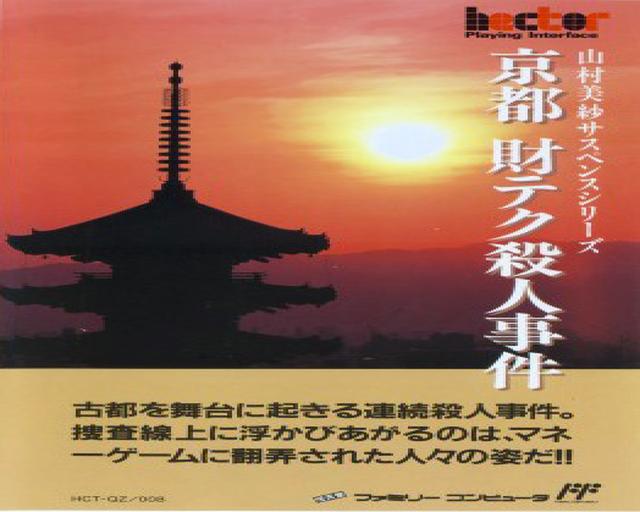 hector
Playing Interface
山村美紗サスペンスシリーズ
京都 財テク殺人事件
古都を舞台に起きる連続殺人事件。
捜査線上に浮かびあがるのは、マネ
ーゲームに翻弄された人々の姿だ!!
HCT-QZ/008
ファミリー コンピュータ